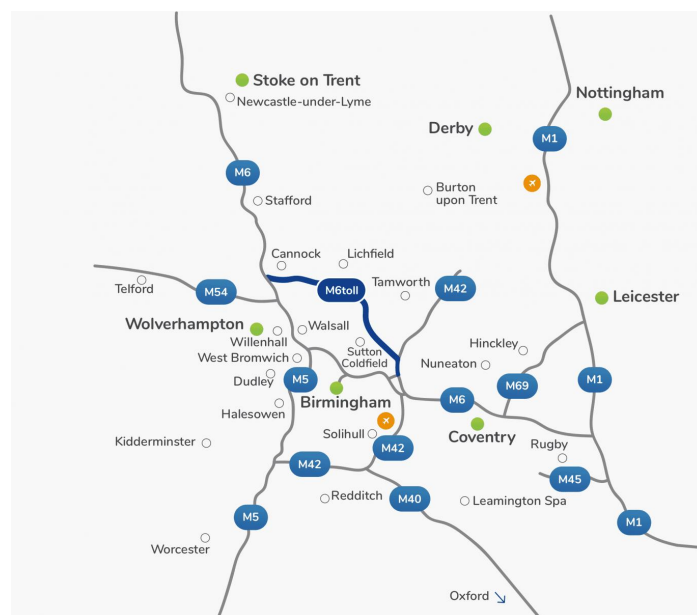 Stoke on Trent
Newcastle-under-Lyme
Nottingham
Derby
M1
M6
Burton
upon Trent
Stafford
Cannock
Lichfield
Telford
M54
M6toll
Tamworth
M42
Leicester
Wolverhampton
Walsall
Willenhall
Sutton
Coldfield
Hinckley
West Bromwich
Nuneaton
Dudley
M5
M69
M1
Birmingham
M6
Halesowen
Coventry
Solihull
Kidderminster
M42
Rugby
M42
M45
Redditch
M40
Leamington Spa
M5
M1
Worcester
Oxford